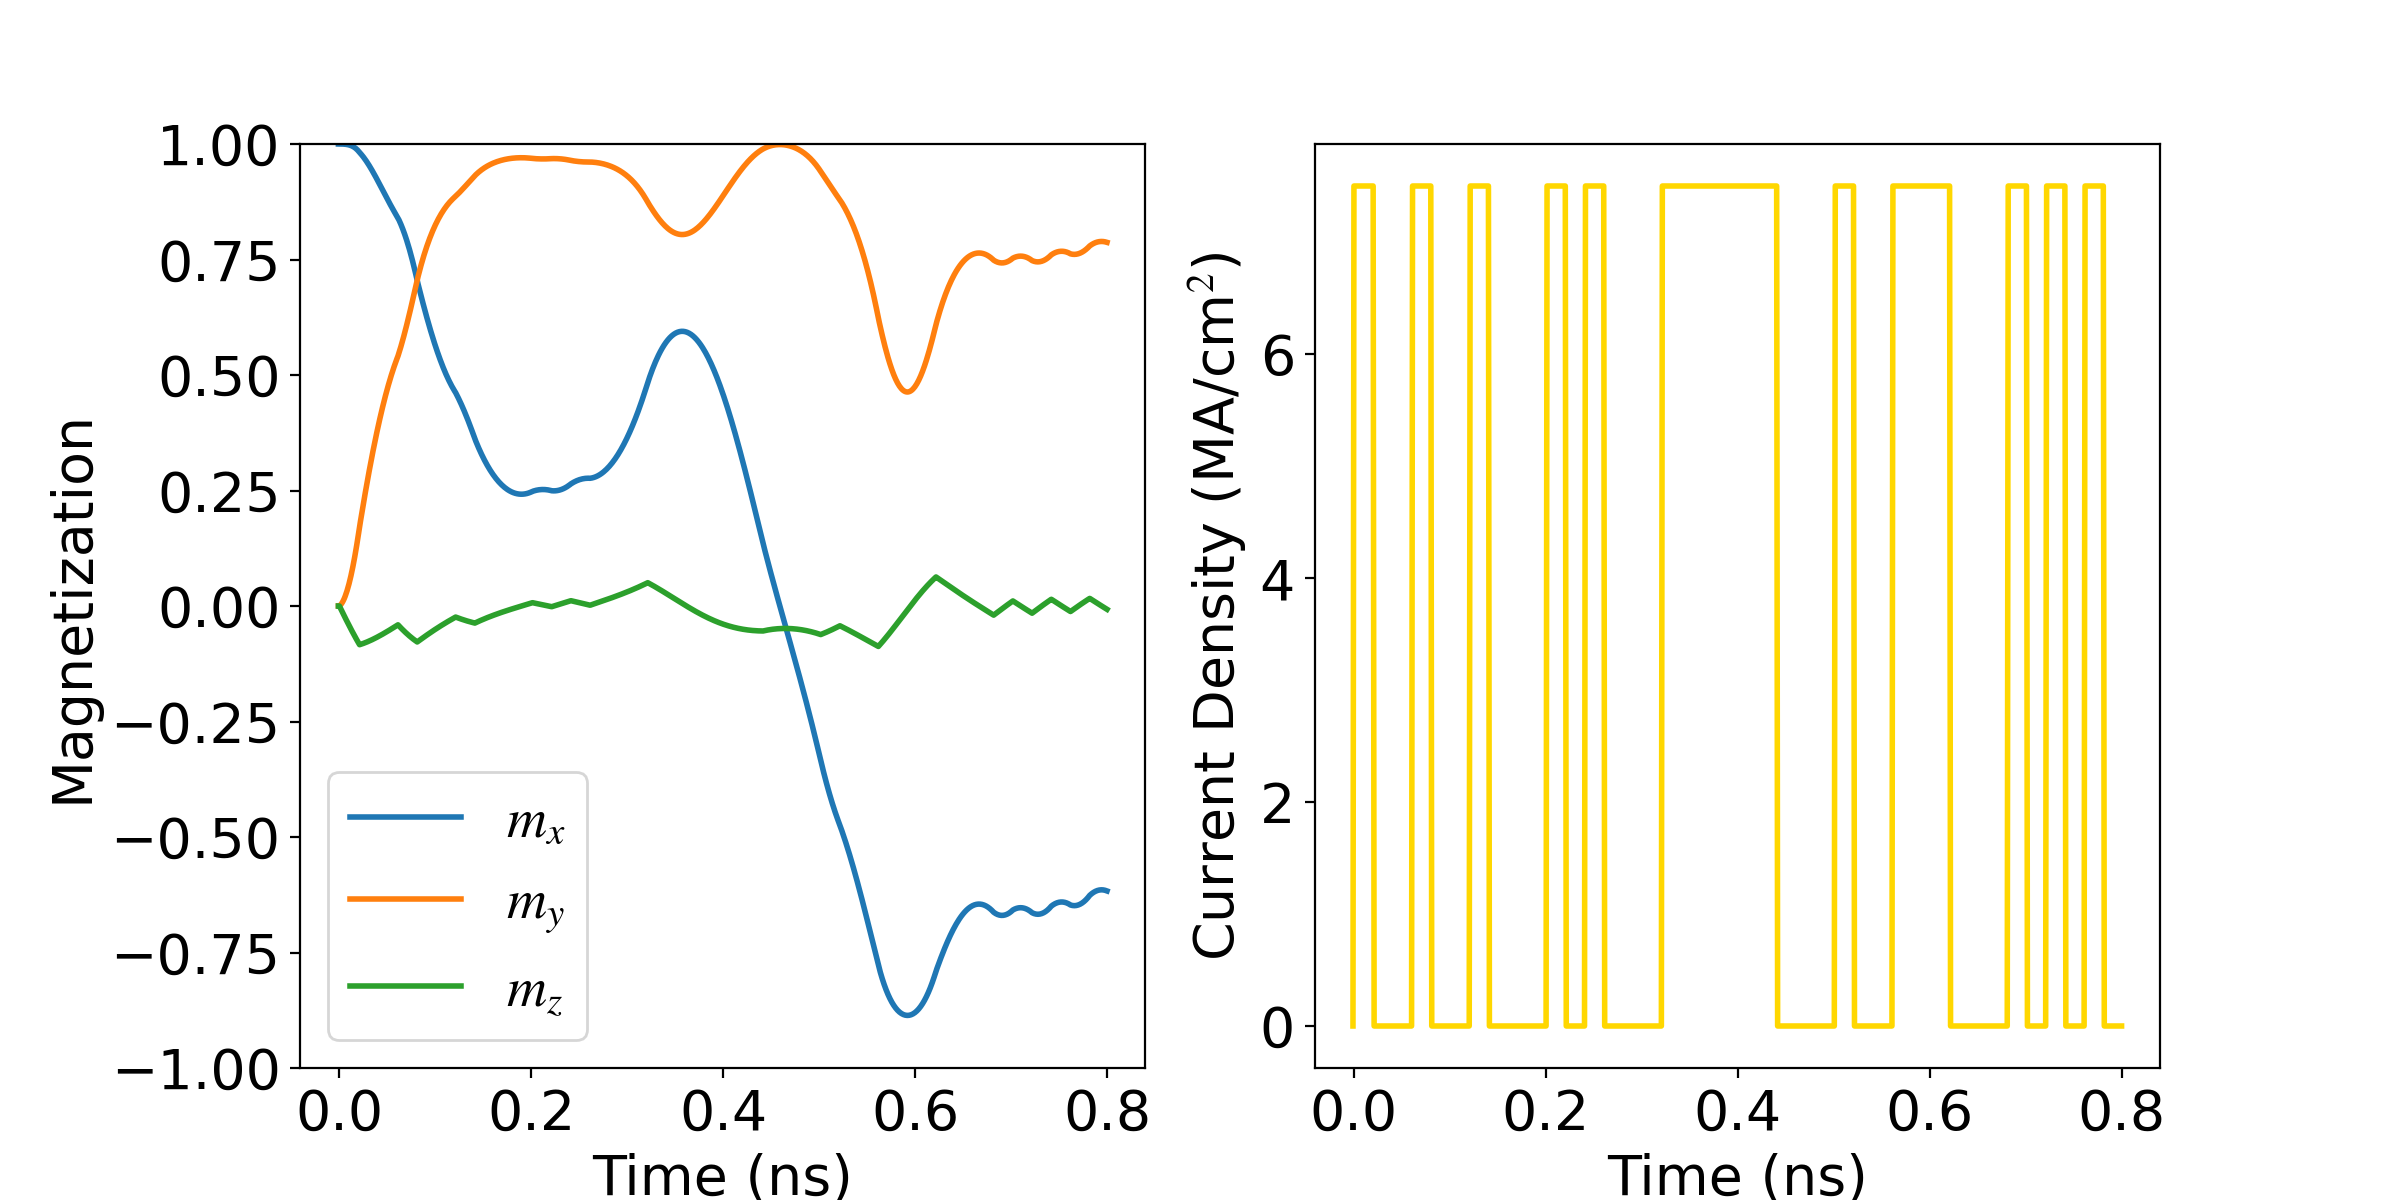 1.00
0.75
0.50
0.25
0.00
−0.25
−0.50
−0.75
−1.00
Magnetization
m_x
m_y
m_z
0.0 0.2 0.4 0.6 0.8
Time (ns)
Current Density (MA/cm²)
6
4
2
0
0.0 0.2 0.4 0.6 0.8
Time (ns)